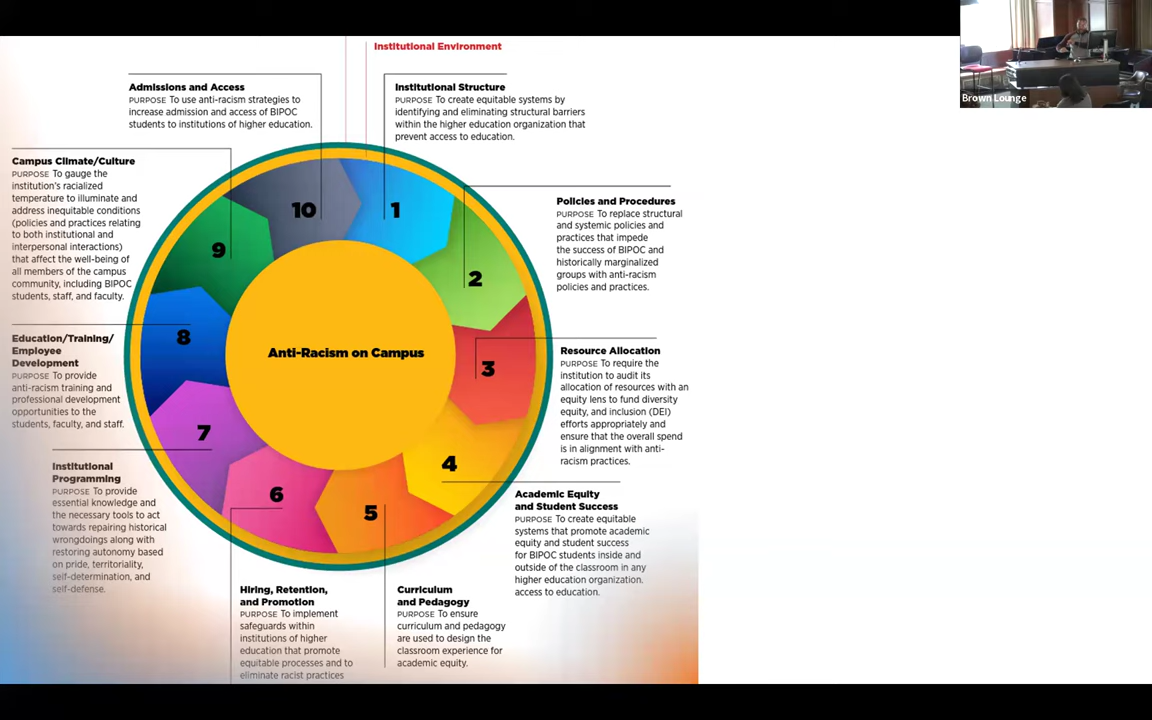 Institutional Environment
Admissions and Access
PURPOSE To use anti-racism strategies to
increase admission and access of BIPOC
students to institutions of higher education.
Institutional Structure
PURPOSE To create equitable systems by
identifying and eliminating structural barriers
within the higher education organization that
prevent access to education.
Campus Climate/Culture
PURPOSE To gauge the
institution's racialized
temperature to illuminate and
address inequitable conditions
(policies and practices relating
to both institutional and
interpersonal interactions)
that affect the well-being of
all members of the campus
community, including BIPOC
students, staff, and faculty.
Policies and Procedures
PURPOSE To replace structural
and systemic policies and
practices that impede
the success of BIPOC and
historically marginalized
groups with anti-racism
policies and practices.
Education/Training/
Employee
Development
PURPOSE To provide
anti-racism training and
professional development
opportunities to the
students, faculty, and staff.
Resource Allocation
PURPOSE To require the
institution to audit its
allocation of resources with an
equity lens to fund diversity
equity, and inclusion (DEI)
efforts appropriately and
ensure that the overall spend
is in alignment with anti-
racism practices.
Institutional
Programming
PURPOSE To provide
essential knowledge and
the necessary tools to act
towards repairing historical
wrongdoings along with
restoring autonomy based
on pride, territoriality,
self-determination, and
self-defense.
Academic Equity
and Student Success
PURPOSE To create equitable
systems that promote academic
equity and student success
for BIPOC students inside and
outside of the classroom in any
higher education organization.
access to education.
Hiring, Retention,
and Promotion
PURPOSE To implement
safeguards within
institutions of higher
education that promote
equitable processes and to
eliminate racist practices
Curriculum
and Pedagogy
PURPOSE To ensure
curriculum and pedagogy
are used to design the
classroom experience for
academic equity.
Anti-Racism on Campus
1
2
3
4
5
6
7
8
9
10
Brown Lounge